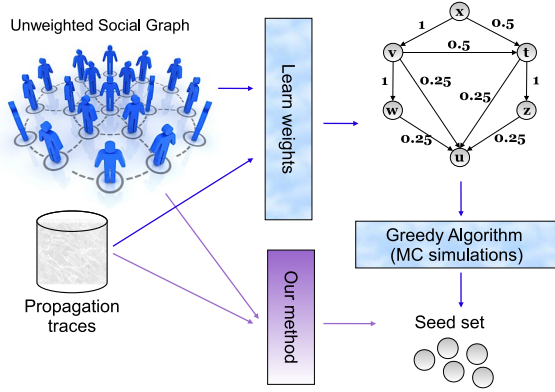 Unweighted Social Graph
Learn weights
x
1
0.5
v
0.5
t
1
0.25
0.25
1
w
z
0.25
0.25
u
Greedy Algorithm
(MC simulations)
Propagation
traces
Our method
Seed set